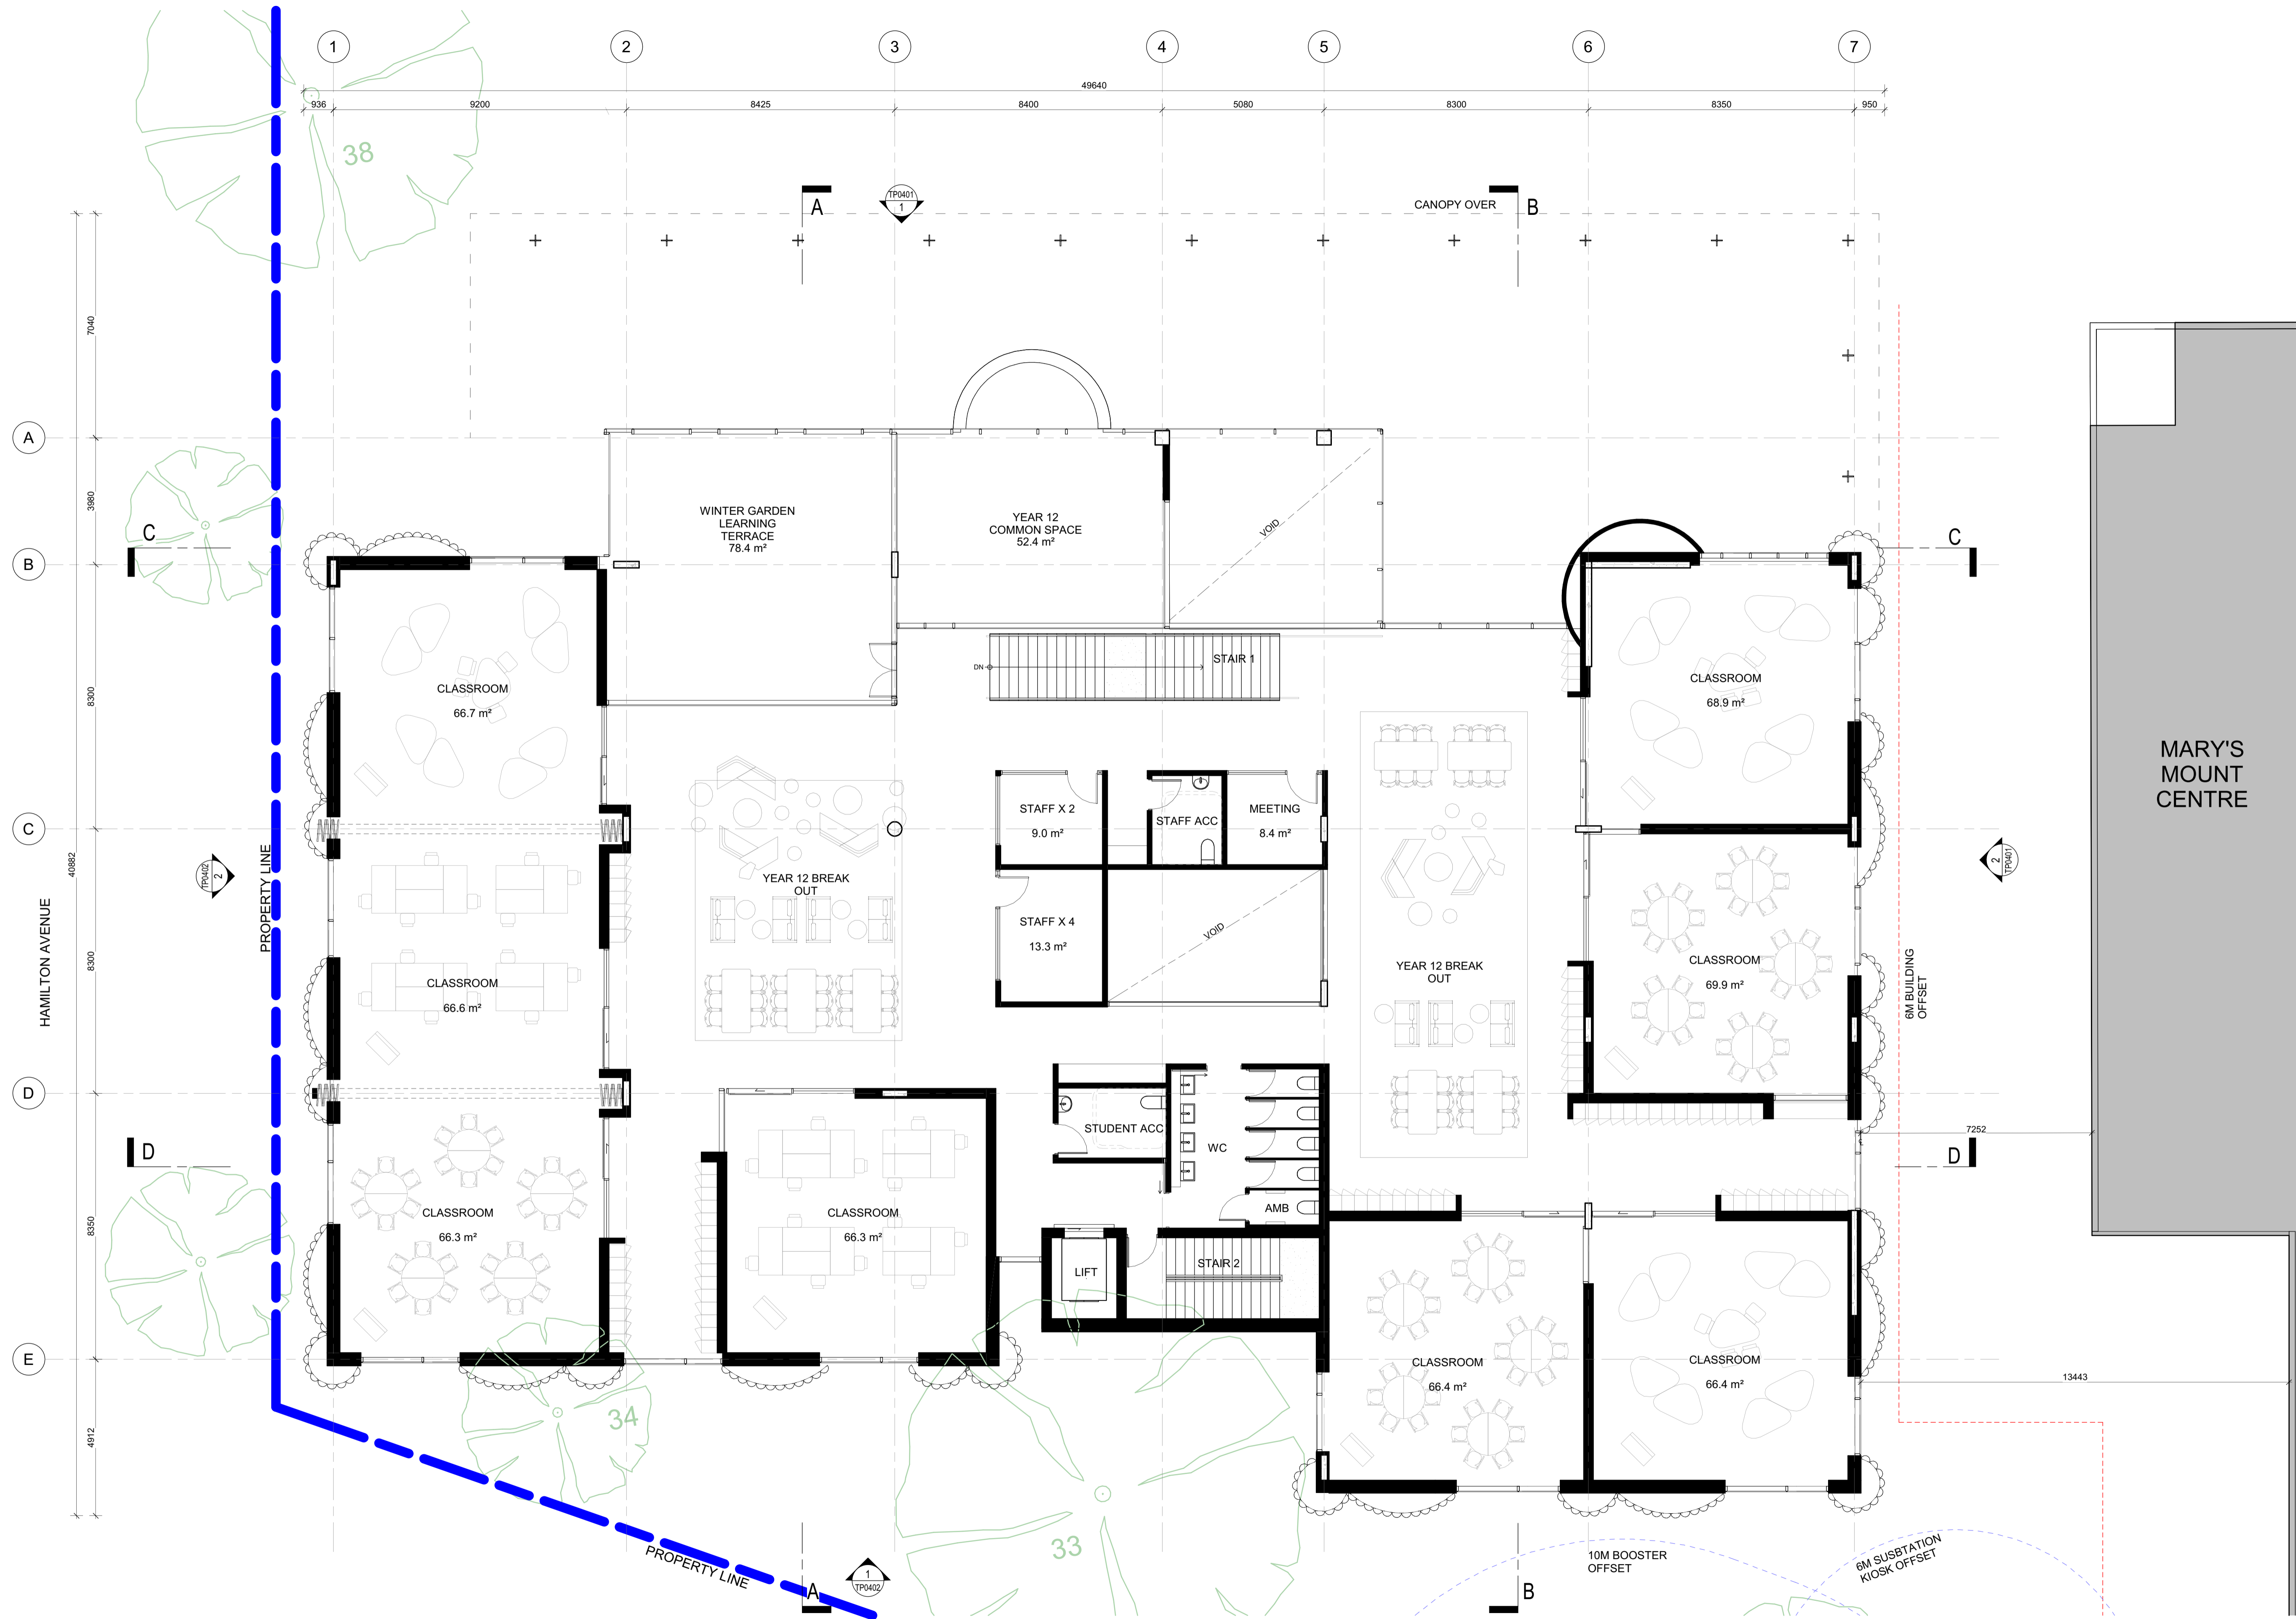 1
2
3
4
5
6
7
49640
936
9200
8425
8400
5080
8300
8350
950
38
A
TP0401
1
CANOPY OVER
B
7040
A
3980
C
WINTER GARDEN
LEARNING
TERRACE
78.4 m²
YEAR 12
COMMON SPACE
52.4 m²
VOID
C
B
DN
STAIR 1
8300
CLASSROOM
66.7 m²
CLASSROOM
68.9 m²
MARY'S
MOUNT
CENTRE
C
STAFF X 2
9.0 m²
STAFF ACC
MEETING
8.4 m²
40882
TP0402
2
PROPERTY LINE
HAMILTON AVENUE
YEAR 12 BREAK
OUT
2
TP0401
STAFF X 4
13.3 m²
VOID
8300
CLASSROOM
66.6 m²
YEAR 12 BREAK
OUT
CLASSROOM
69.9 m²
6M BUILDING
OFFSET
D
STUDENT ACC
WC
7252
D
D
8350
CLASSROOM
66.3 m²
CLASSROOM
66.3 m²
AMB
LIFT
STAIR 2
E
CLASSROOM
66.4 m²
CLASSROOM
66.4 m²
13443
34
4912
33
PROPERTY LINE
A
1
TP0402
B
10M BOOSTER
OFFSET
6M SUSBTATION
KIOSK OFFSET